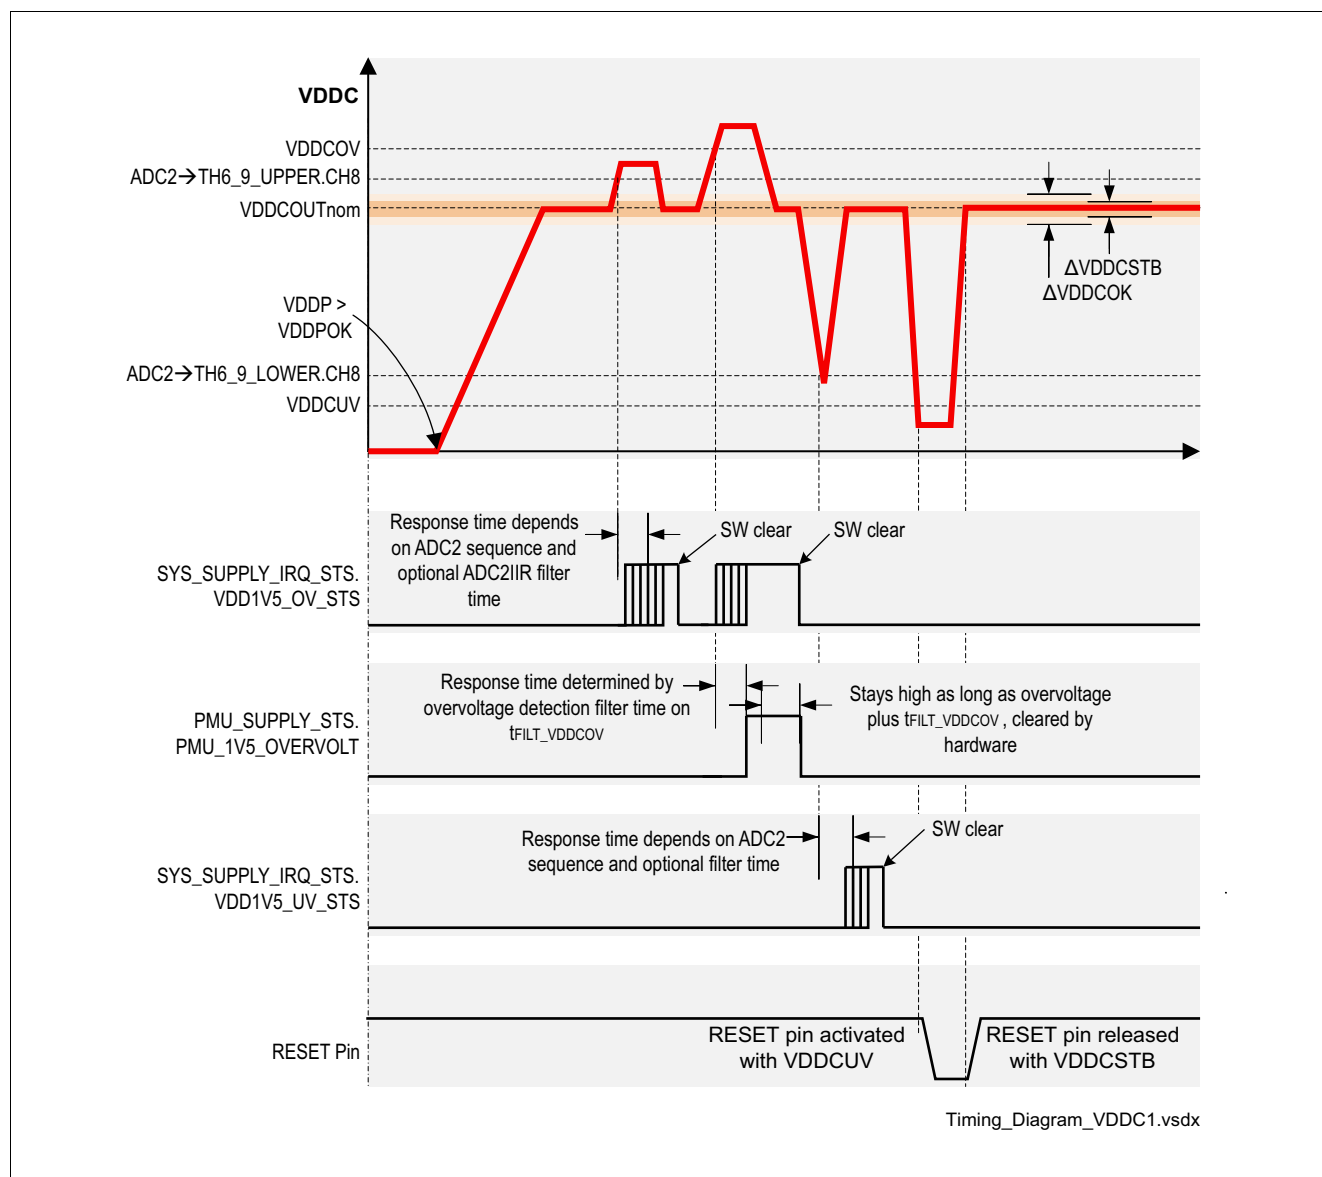 VDDC
VDDCOV
ADC2→TH6_9_UPPER.CH8
VDDCOUTnom
ΔVDDCSTB
ΔVDDCOK
VDDP >
VDDPOK
ADC2→TH6_9_LOWER.CH8
VDDCUV
Response time depends
on ADC2 sequence and
optional ADC2IIR filter
time
SW clear
SW clear
SYS_SUPPLY_IRQ_STS.
VDD1V5_OV_STS
Response time determined by
overvoltage detection filter time on
tFILT_VDDCOV
Stays high as long as overvoltage
plus tFILT_VDDCOV , cleared by
hardware
PMU_SUPPLY_STS.
PMU_1V5_OVERVOLT
Response time depends on ADC2
sequence and optional filter time
SW clear
SYS_SUPPLY_IRQ_STS.
VDD1V5_UV_STS
RESET Pin
RESET pin activated
with VDDCUV
RESET pin released
with VDDCSTB
Timing_Diagram_VDDC1.vsdx